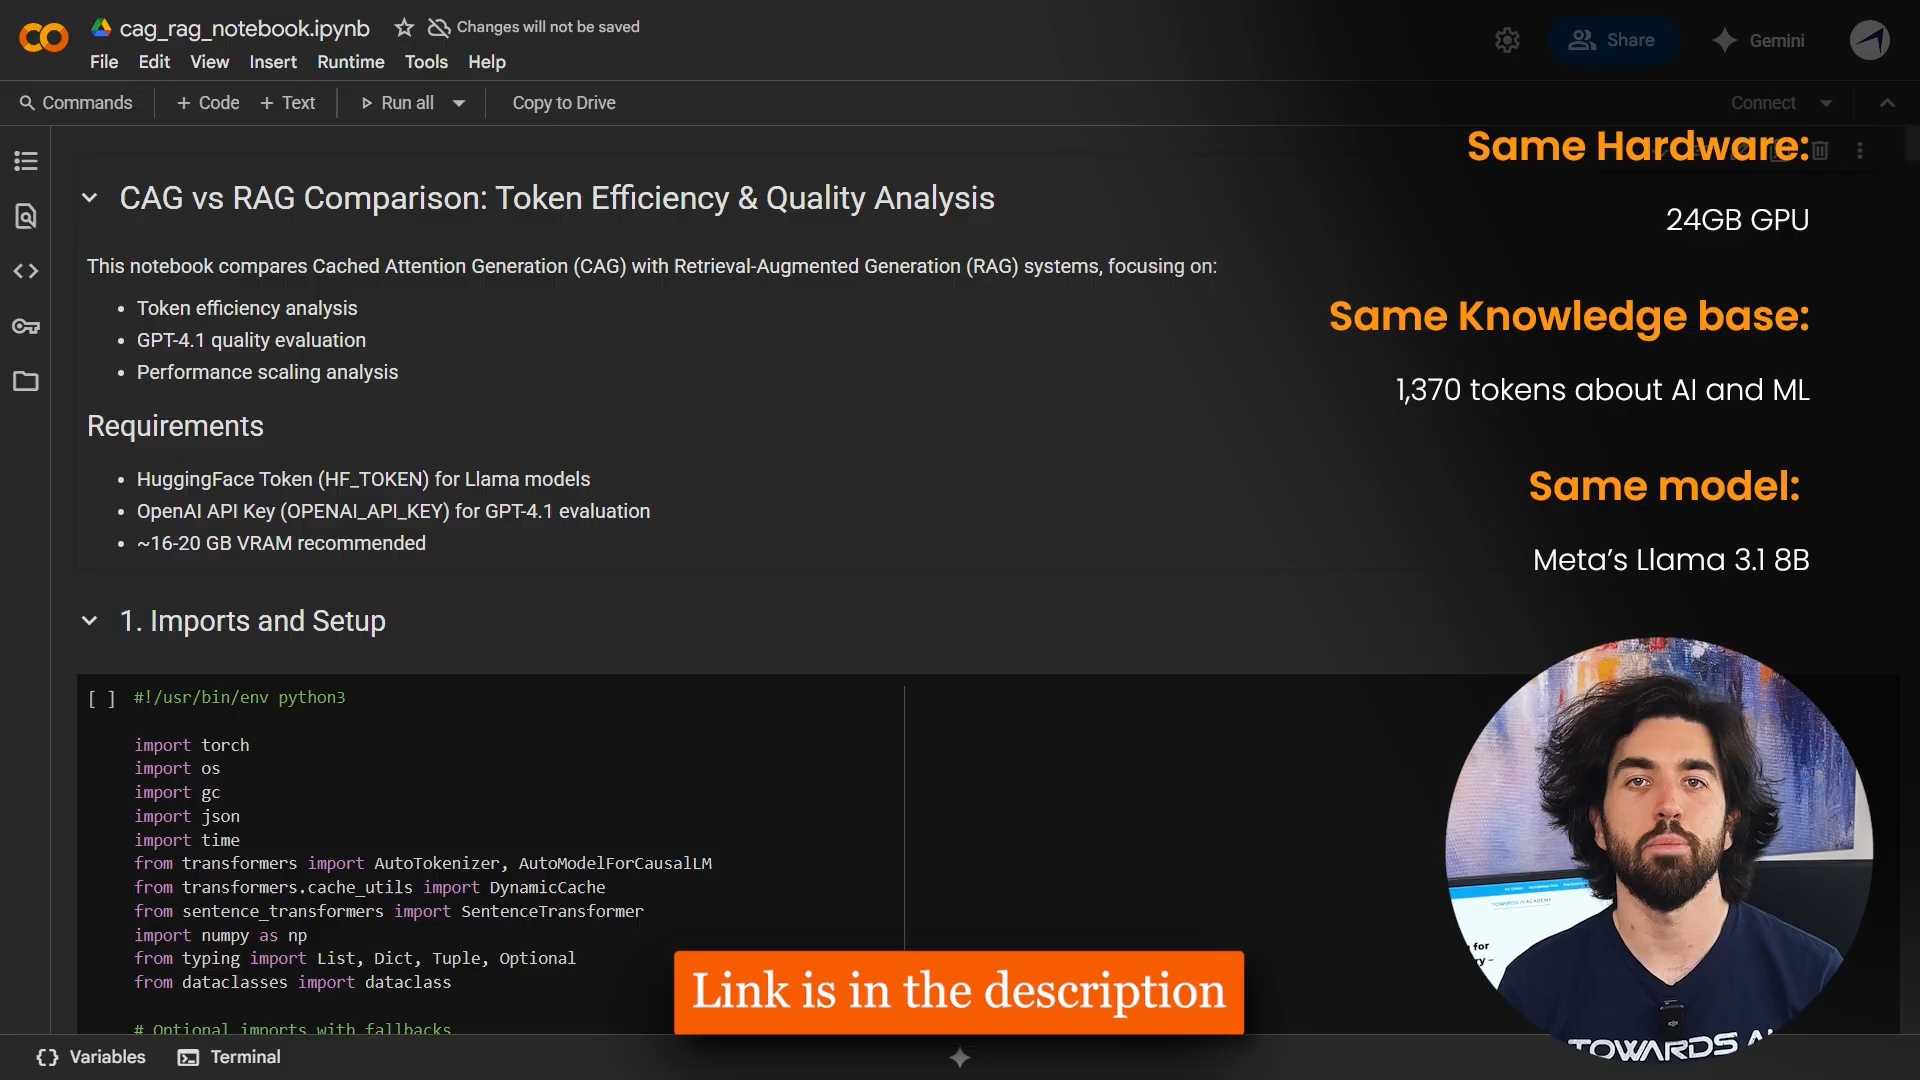 cag_rag_notebook.ipynb
Changes will not be saved
File Edit View Insert Runtime Tools Help
Share
Gemini
Commands + Code + Text Run all Copy to Drive
Connect
CAG vs RAG Comparison: Token Efficiency & Quality Analysis
This notebook compares Cached Attention Generation (CAG) with Retrieval-Augmented Generation (RAG) systems, focusing on:
• Token efficiency analysis
• GPT-4.1 quality evaluation
• Performance scaling analysis
Requirements
• HuggingFace Token (HF_TOKEN) for Llama models
• OpenAI API Key (OPENAI_API_KEY) for GPT-4.1 evaluation
• ~16-20 GB VRAM recommended
Same Hardware:
24GB GPU
Same Knowledge base:
1,370 tokens about AI and ML
Same model:
Meta’s Llama 3.1 8B
1. Imports and Setup
[ ] #!/usr/bin/env python3
import torch
import os
import gc
import json
import time
from transformers import AutoTokenizer, AutoModelForCausalLM
from transformers.cache_utils import DynamicCache
from sentence_transformers import SentenceTransformer
import numpy as np
from typing import List, Dict, Tuple, Optional
from dataclasses import dataclass
# Optional imports with fallbacks
Link is in the description
TOWARDS AI ACADEMY
for
TOWARDS
{} Variables Terminal